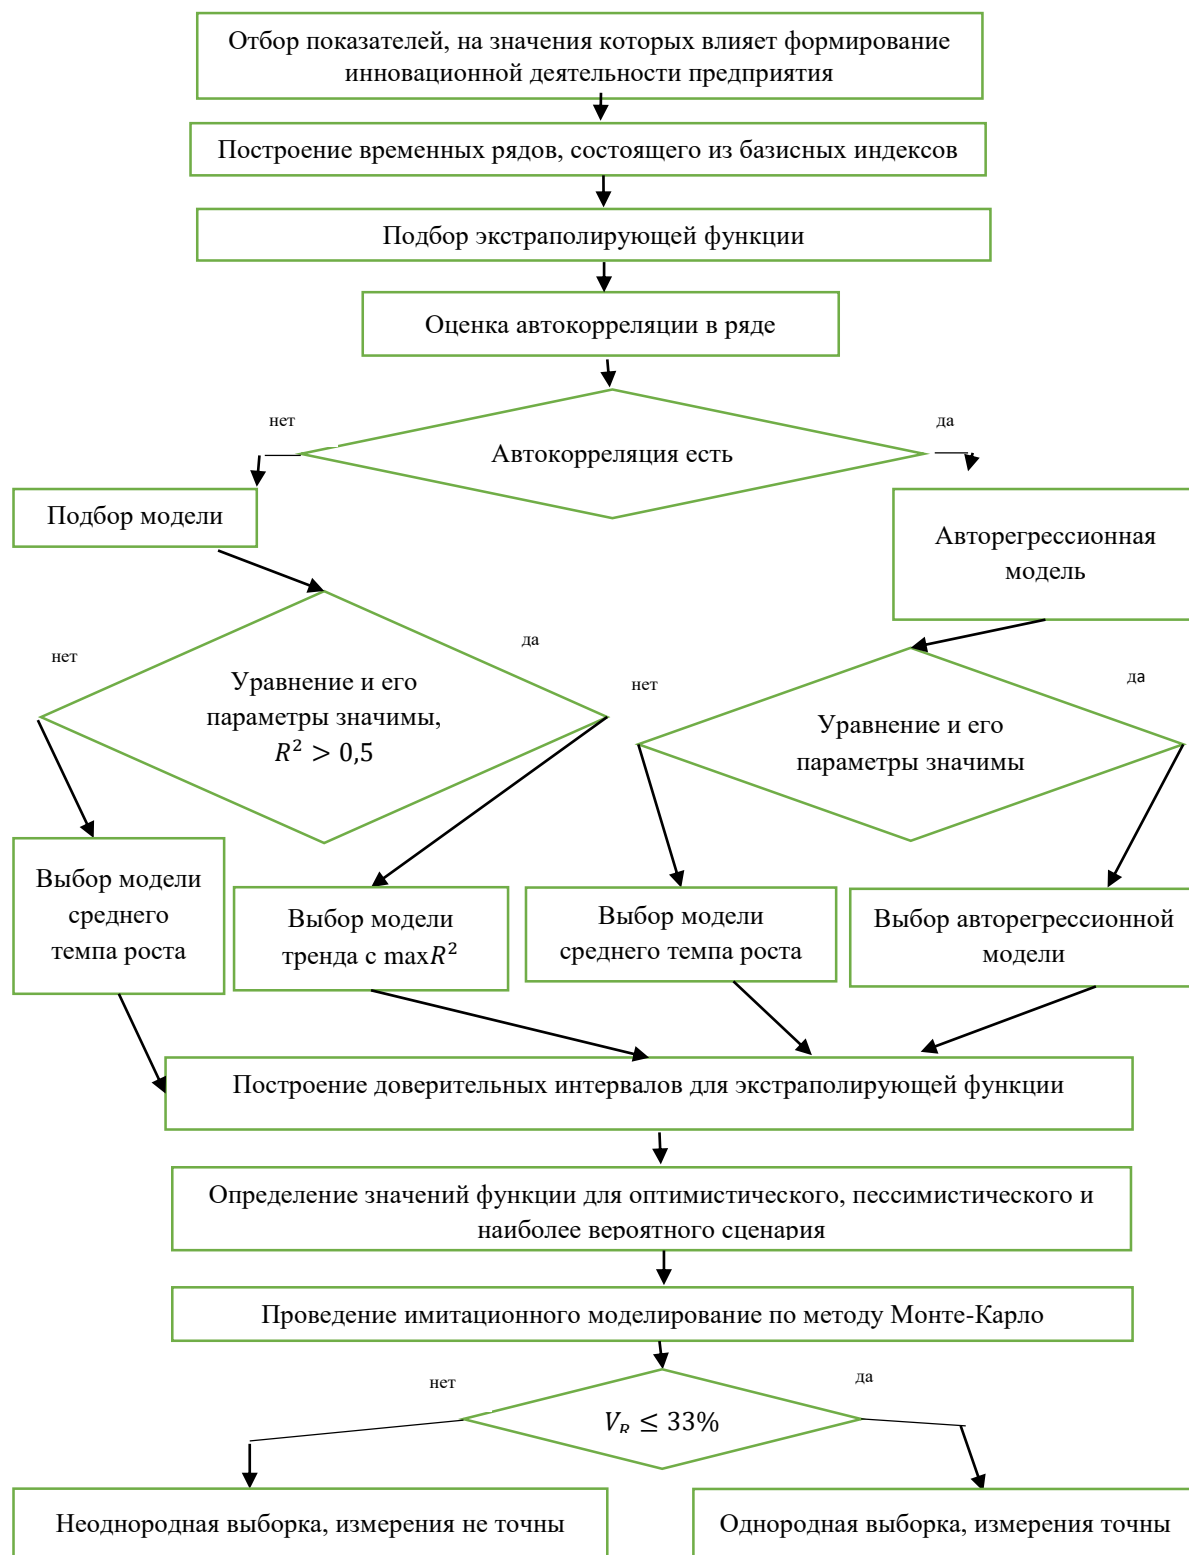 Отбор показателей, на значения которых влияет формирование
инновационной деятельности предприятия
Построение временных рядов, состоящего из базисных индексов
Подбор экстраполирующей функции
Оценка автокорреляции в ряде
нет
да
Автокорреляция есть
Подбор модели
Авторегрессионная
модель
нет
да
Уравнение и его
параметры значимы,
R² > 0,5
нет
да
Уравнение и его
параметры значимы
Выбор модели
среднего
темпа роста
Выбор модели
тренда с maxR²
Выбор модели
среднего темпа роста
Выбор авторегрессионной
модели
Построение доверительных интервалов для экстраполирующей функции
Определение значений функции для оптимистического, пессимистического и
наиболее вероятного сценария
Проведение имитационного моделирование по методу Монте-Карло
нет
да
V_R ≤ 33%
Неоднородная выборка, измерения не точны
Однородная выборка, измерения точны